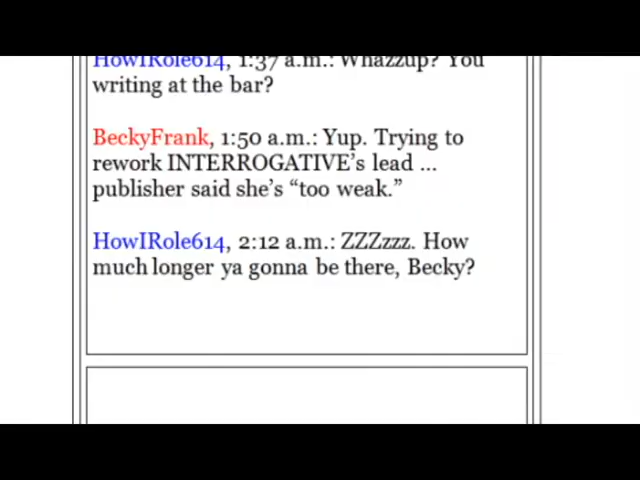 HowIRole614, 1:37 a.m.: Whazzup? You
writing at the bar?
BeckyFrank, 1:50 a.m.: Yup. Trying to
rework INTERROGATIVE’s lead ...
publisher said she’s “too weak.”
HowIRole614, 2:12 a.m.: ZZZzzz. How
much longer ya gonna be there, Becky?